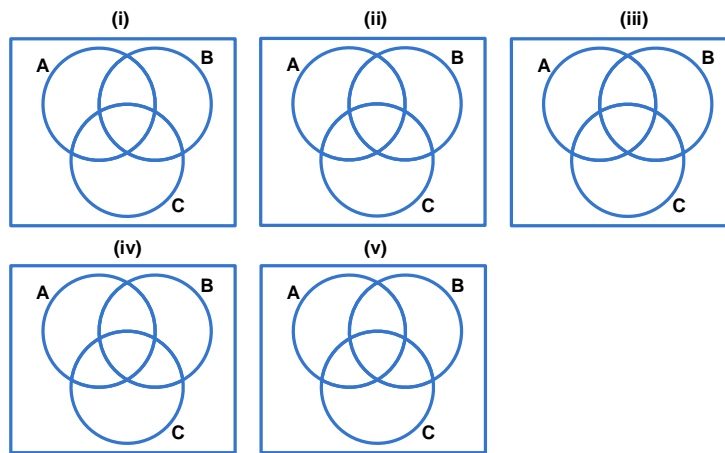 (i) (ii) (iii)
A B A B A B
C C C
(iv) (v)
A B A B
C C